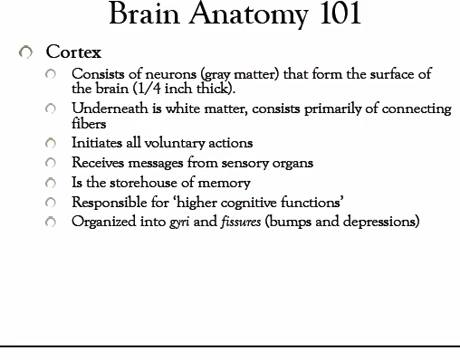 Brain Anatomy 101
Cortex
Consists of neurons (gray matter) that form the surface of
the brain (1/4 inch thick).
Underneath is white matter, consists primarily of connecting
fibers
Initiates all voluntary actions
Receives messages from sensory organs
Is the storehouse of memory
Responsible for ‘higher cognitive functions’
Organized into gyri and fissures (bumps and depressions)